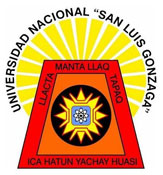 UNIVERSIDAD NACIONAL "SAN LUIS GONZAGA"
LLACTA MANTA LLAQ TAPAQ
ICA HATUN YACHAY HUASI